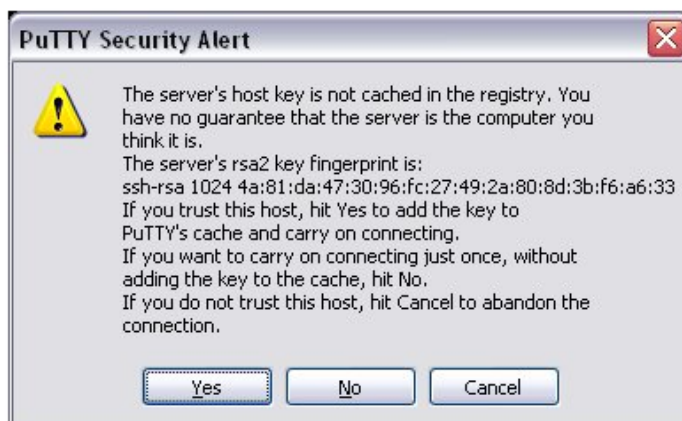 PuTTY Security Alert
The server's host key is not cached in the registry. You
have no guarantee that the server is the computer you
think it is.
The server's rsa2 key fingerprint is:
ssh-rsa 1024 4a:81:da:47:30:96:fc:27:49:2a:80:8d:3b:f6:a6:33
If you trust this host, hit Yes to add the key to
PuTTY's cache and carry on connecting.
If you want to carry on connecting just once, without
adding the key to the cache, hit No.
If you do not trust this host, hit Cancel to abandon the
connection.
Yes No Cancel